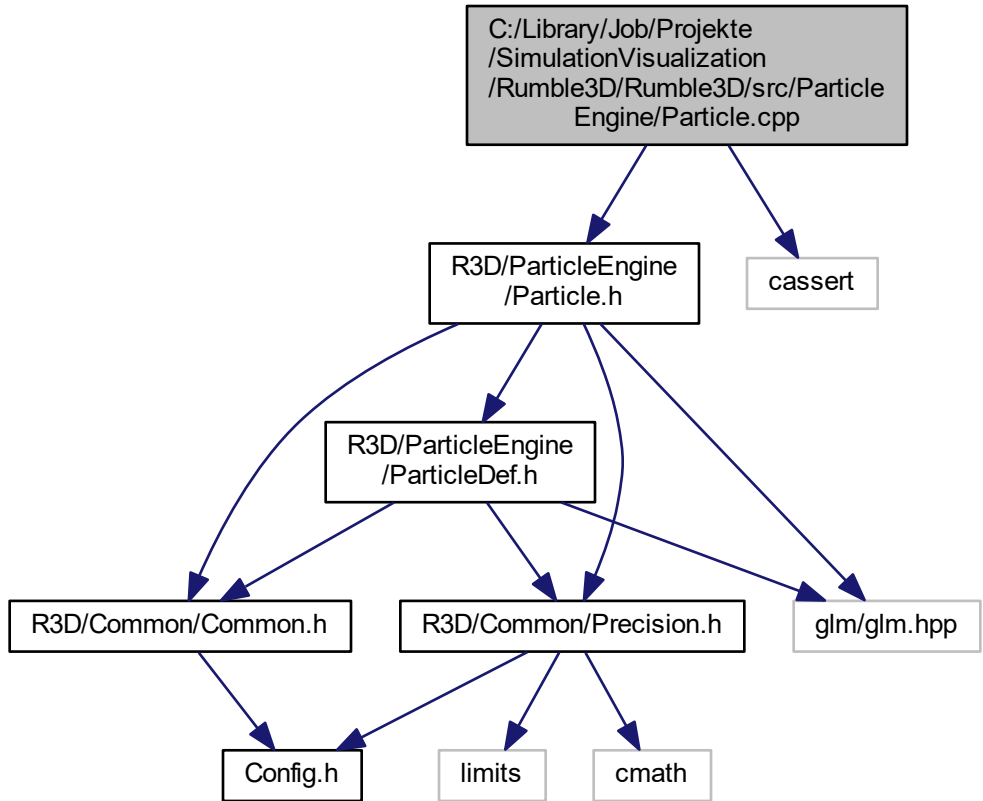 C:/Library/Job/Projekte
/SimulationVisualization
/Rumble3D/Rumble3D/src/Particle
Engine/Particle.cpp
R3D/ParticleEngine
/Particle.h
cassert
R3D/ParticleEngine
/ParticleDef.h
R3D/Common/Common.h
R3D/Common/Precision.h
glm/glm.hpp
Config.h
limits
cmath